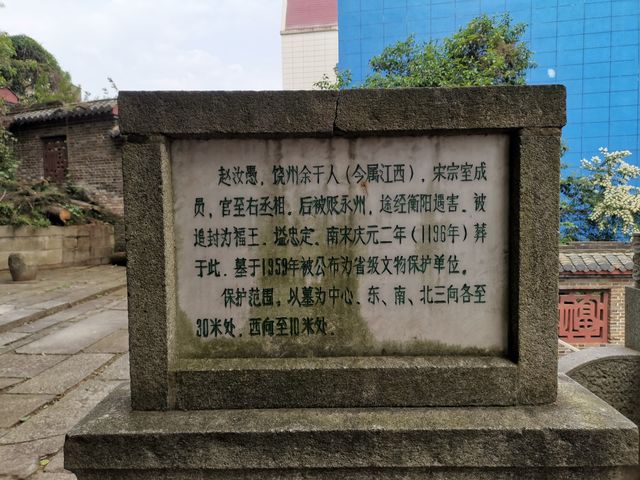 赵汝愚，饶州余干人（今属江西），宋宗室成
员，官至右丞相。后被贬永州，途经衡阳遇害。被
追封为福王，谥忠定。南宋庆元二年（1196年）葬
于此。墓于1959年被公布为省级文物保护单位。
保护范围，以墓为中心，东、南、北三向各至
30米处，西向至10米处。
福